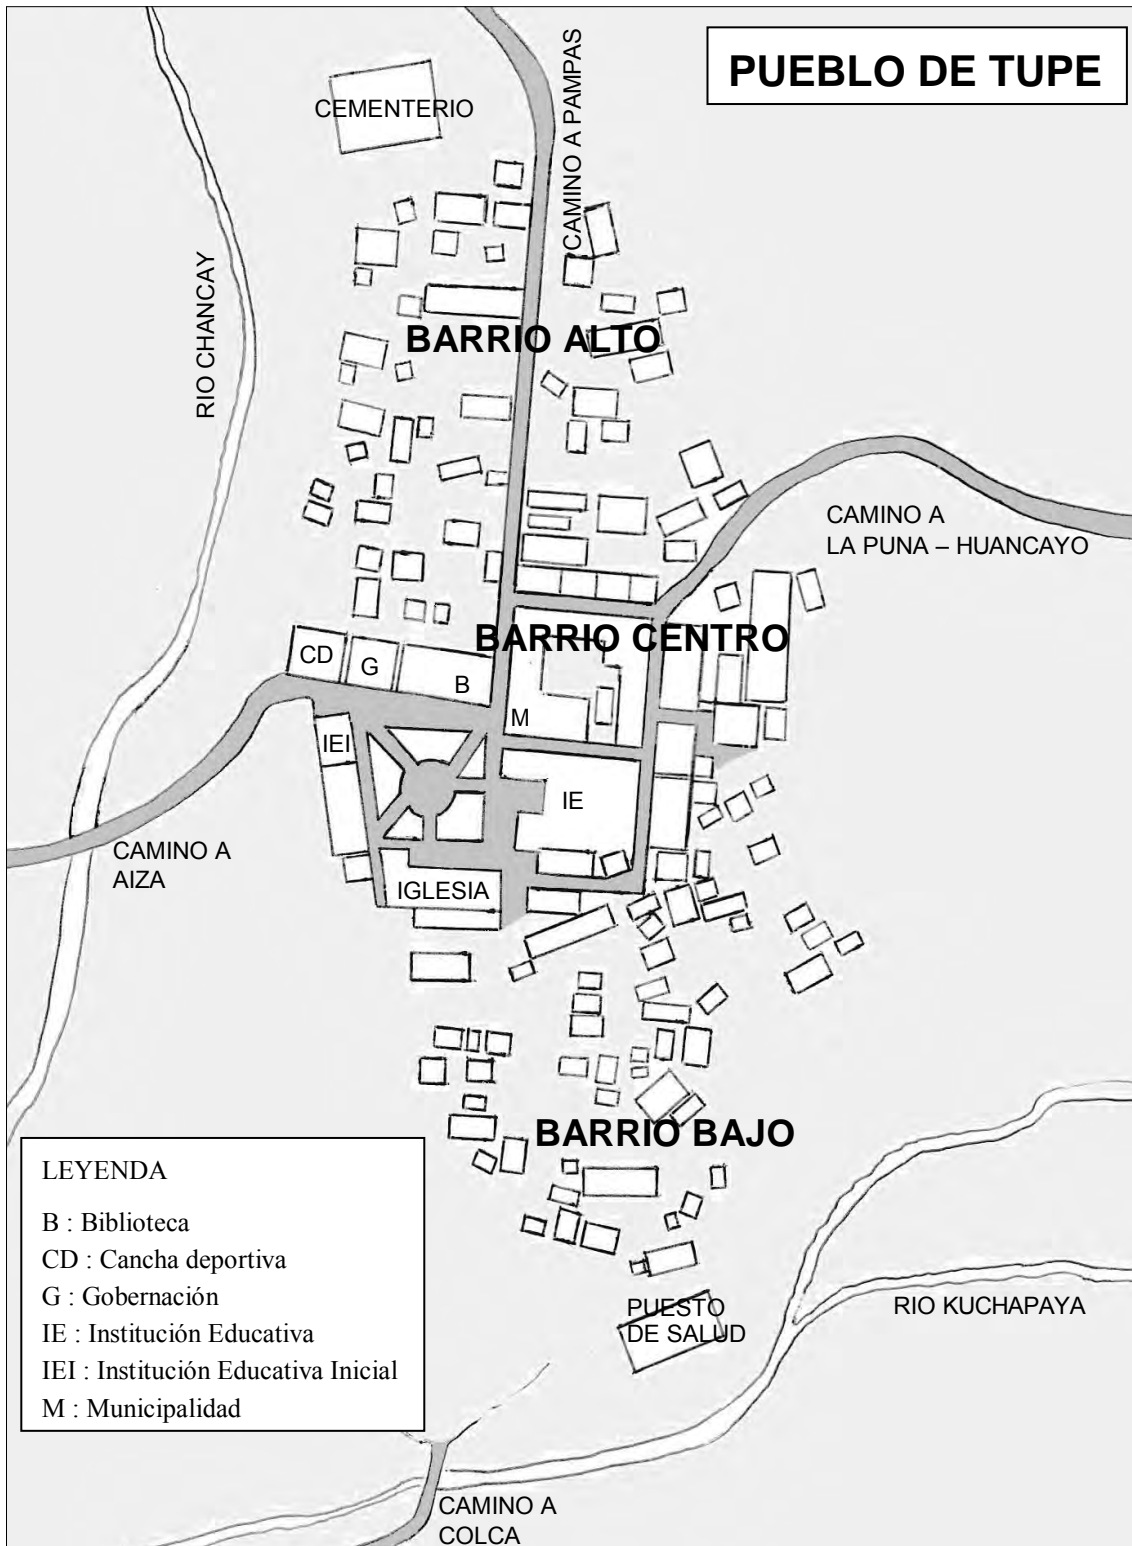 PUEBLO DE TUPE
CEMENTERIO
CAMINO A PAMPAS
RIO CHANCAY
BARRIO ALTO
CAMINO A
LA PUNA – HUANCAYO
BARRIO CENTRO
CD
G
B
M
IEI
IE
CAMINO A
AIZA
IGLESIA
BARRIO BAJO
LEYENDA
B : Biblioteca
CD : Cancha deportiva
G : Gobernación
IE : Institución Educativa
IEI : Institución Educativa Inicial
M : Municipalidad
PUESTO
DE SALUD
RIO KUCHAPAYA
CAMINO A
COLCA